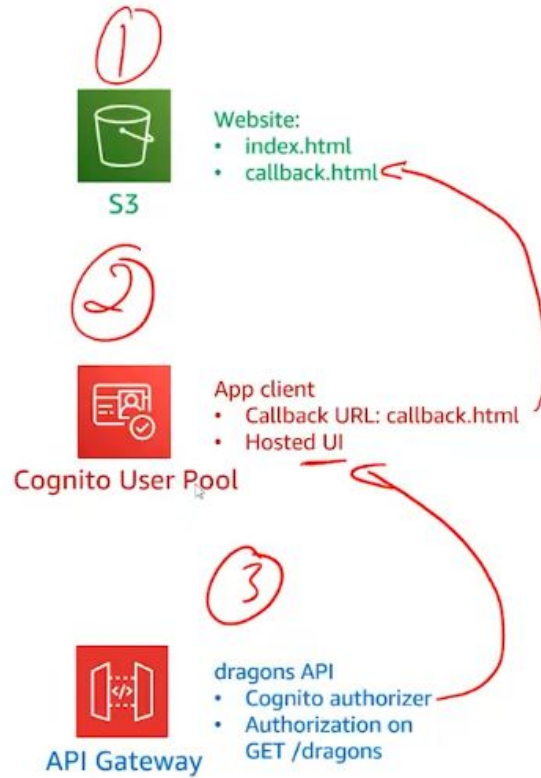 1
Website:
• index.html
• callback.html
S3
2
App client
• Callback URL: callback.html
• Hosted UI
Cognito User Pool
3
dragons API
• Cognito authorizer
• Authorization on
GET /dragons
</>
API Gateway